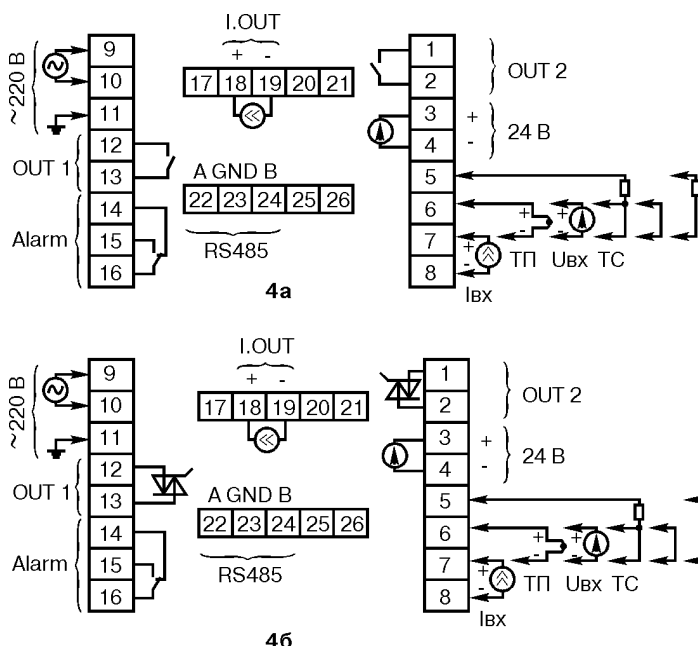 I.OUT
+ -
~220 В
9
10
11
12
13
14
15
16
OUT 1
Alarm
17 18 19 20 21
A GND B
22 23 24 25 26
RS485
1
2
3
4
5
6
7
8
OUT 2
+
-
24 В
+
-
+
-
+
-
ТП Uвх ТС
Iвх
4а
I.OUT
+ -
~220 В
9
10
11
12
13
14
15
16
OUT 1
Alarm
17 18 19 20 21
A GND B
22 23 24 25 26
RS485
1
2
3
4
5
6
7
8
OUT 2
+
-
24 В
+
-
+
-
+
-
ТП Uвх ТС
Iвх
4б